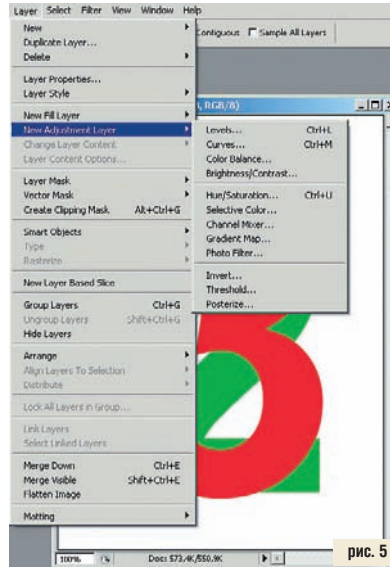 Layer Select Filter View Window Help
Contiguous Sample All Layers
New
Duplicate Layer...
Delete
Layer Properties...
Layer Style
New Fill Layer
New Adjustment Layer
Change Layer Content
Layer Content Options...
Layer Mask
Vector Mask
Create Clipping Mask Alt+Ctrl+G
Smart Objects
Type
Rasterize
New Layer Based Slice
Group Layers Ctrl+G
Ungroup Layers Shift+Ctrl+G
Hide Layers
Arrange
Align Layers To Selection
Distribute
Lock All Layers in Group...
Link Layers
Select Linked Layers
Merge Down Ctrl+E
Merge Visible Shift+Ctrl+E
Flatten Image
Matting
, RGB/8)
Levels... Ctrl+L
Curves... Ctrl+M
Color Balance...
Brightness/Contrast...
Hue/Saturation... Ctrl+U
Selective Color...
Channel Mixer...
Gradient Map...
Photo Filter...
Invert...
Threshold...
Posterize...
100% Doc: 573,4K/550,9K
рис. 5